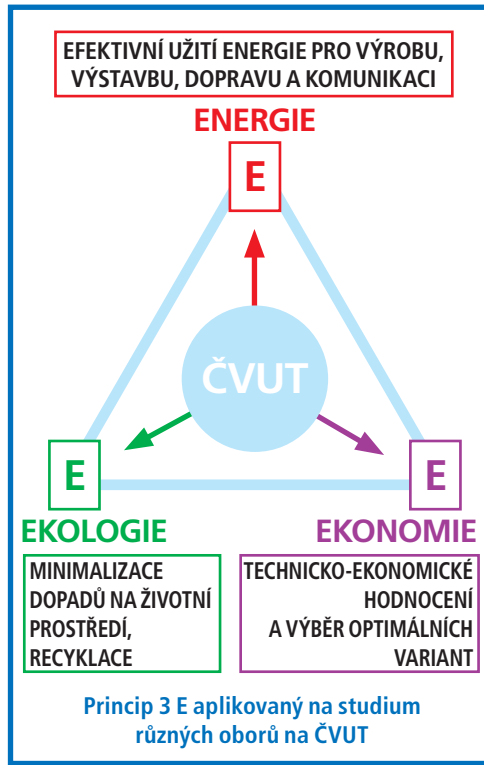 EFEKTIVNÍ UŽITÍ ENERGIE PRO VÝROBU,
VÝSTAVBU, DOPRAVU A KOMUNIKACI
ENERGIE
E
ČVUT
E
E
EKOLOGIE
EKONOMIE
MINIMALIZACE
DOPADŮ NA ŽIVOTNÍ
PROSTŘEDÍ,
RECYKLACE
TECHNICKO-EKONOMICKÉ
HODNOCENÍ
A VÝBĚR OPTIMÁLNÍCH
VARIANT
Princip 3 E aplikovaný na studium
různých oborů na ČVUT